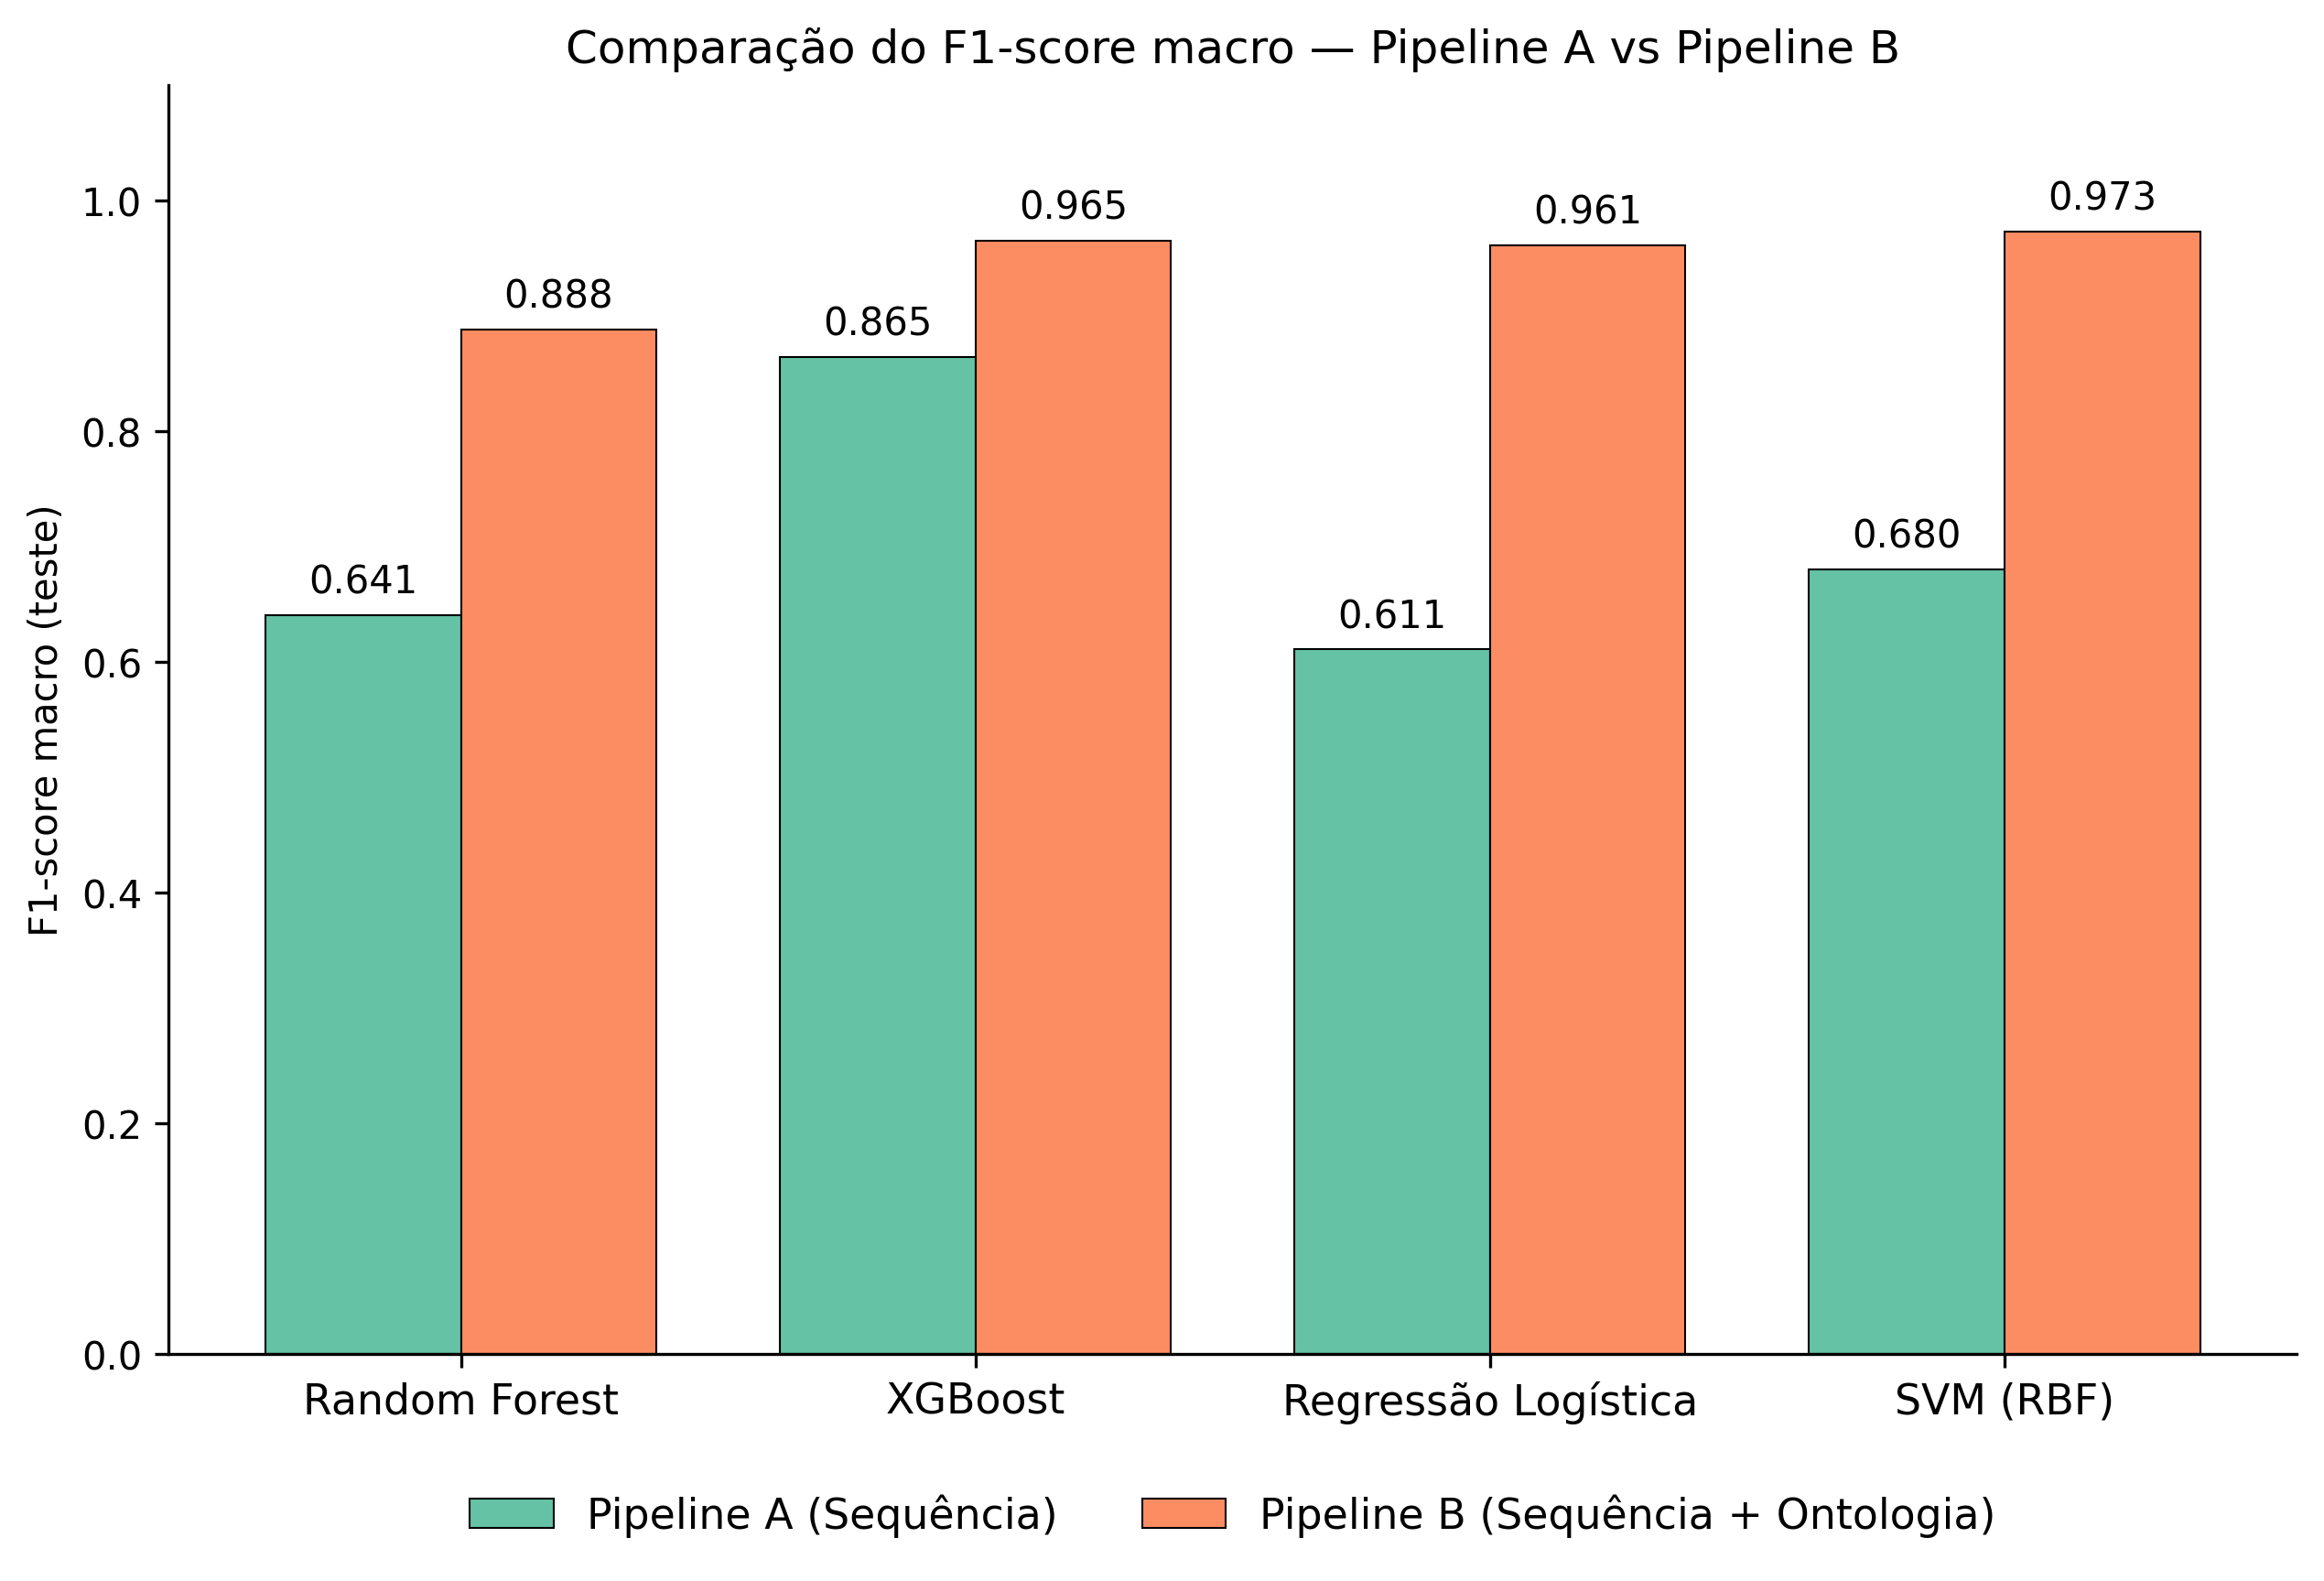 Comparação do F1-score macro — Pipeline A vs Pipeline B
F1-score macro (teste)
1.0
0.8
0.6
0.4
0.2
0.0
0.641
0.888
0.865
0.965
0.611
0.961
0.680
0.973
Random Forest
XGBoost
Regressão Logística
SVM (RBF)
Pipeline A (Sequência)
Pipeline B (Sequência + Ontologia)